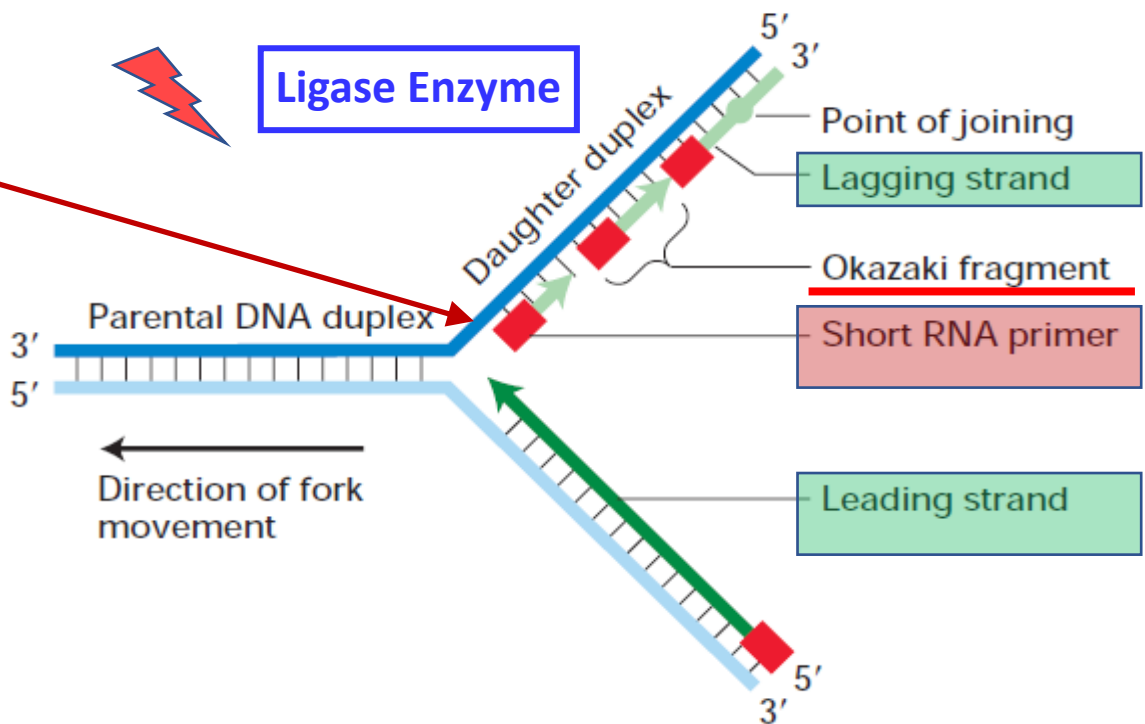 5′
3′
Ligase Enzyme
Daughter duplex
Point of joining
Lagging strand
Okazaki fragment
Short RNA primer
Parental DNA duplex
3′
5′
Direction of fork
movement
Leading strand
5′
3′